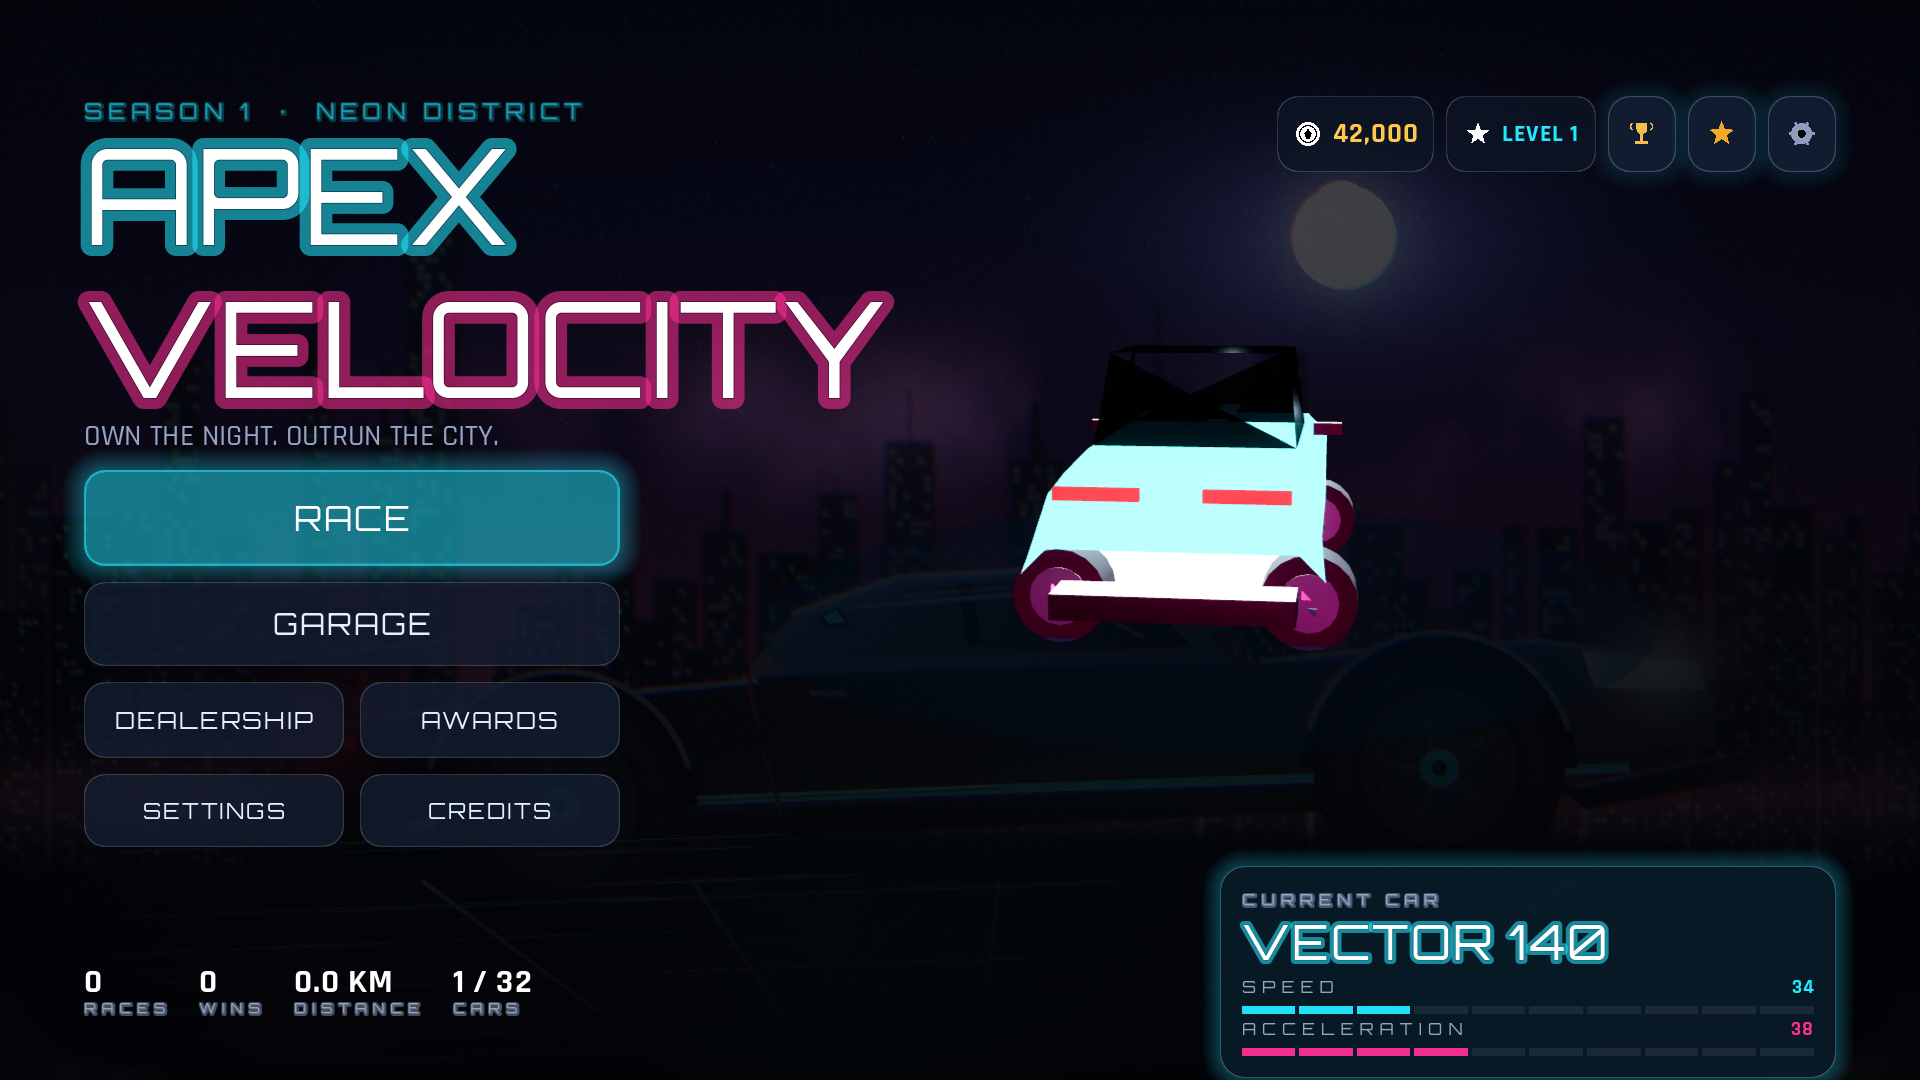 SEASON 1 · NEON DISTRICT
APEX
VELOCITY
OWN THE NIGHT. OUTRUN THE CITY.
42,000
LEVEL 1
RACE
GARAGE
DEALERSHIP
AWARDS
SETTINGS
CREDITS
0
RACES
0
WINS
0.0 KM
DISTANCE
1 / 32
CARS
CURRENT CAR
VECTOR 140
SPEED 34
ACCELERATION 38